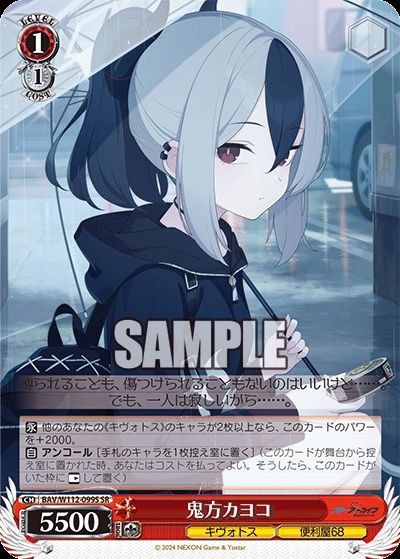 LEVEL
1
1
COST
SAMPLE
縛られることも、傷つけられることもないのはいいけど……。
でも、一人は寂しいから……。
永 他のあなたの《キヴォトス》のキャラが2枚以上なら、このカードのパワー
を+2000。
自 アンコール [手札のキャラを1枚控え室に置く] (このカードが舞台から
控え室に置かれた時、あなたはコストを払ってよい。そうしたら、このカード
がいた枠に レスト して置く)
CH BAV/W112-099S SR
5500
鬼方カヨコ
キヴォトス
便利屋68
アーカイブ
© 2024 NEXON Game & Yostar